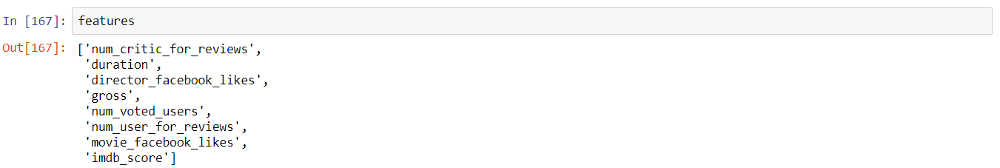 In [167]: features
Out[167]: ['num_critic_for_reviews',
'duration',
'director_facebook_likes',
'gross',
'num_voted_users',
'num_user_for_reviews',
'movie_facebook_likes',
'imdb_score']